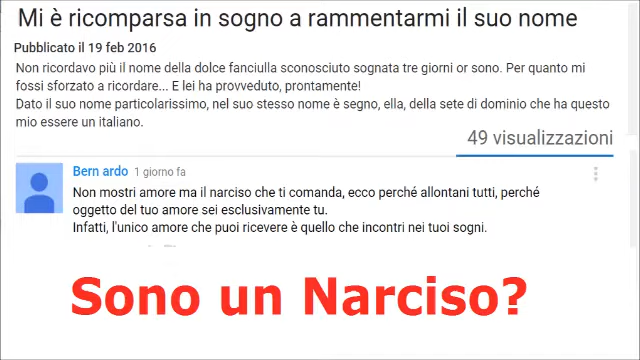 Mi è ricomparsa in sogno a rammentarmi il suo nome
Pubblicato il 19 feb 2016
Non ricordavo più il nome della dolce fanciulla sconosciuto sognata tre giorni or sono. Per quanto mi
fossi sforzato a ricordare... E lei ha provveduto, prontamente!
Dato il suo nome particolarissimo, nel suo stesso nome è segno, ella, della sete di dominio che ha questo
mio essere un italiano.
49 visualizzazioni
Bern ardo 1 giorno fa
Non mostri amore ma il narciso che ti comanda, ecco perché allontani tutti, perché
oggetto del tuo amore sei esclusivamente tu.
Infatti, l'unico amore che puoi ricevere è quello che incontri nei tuoi sogni.
Sono un Narciso?